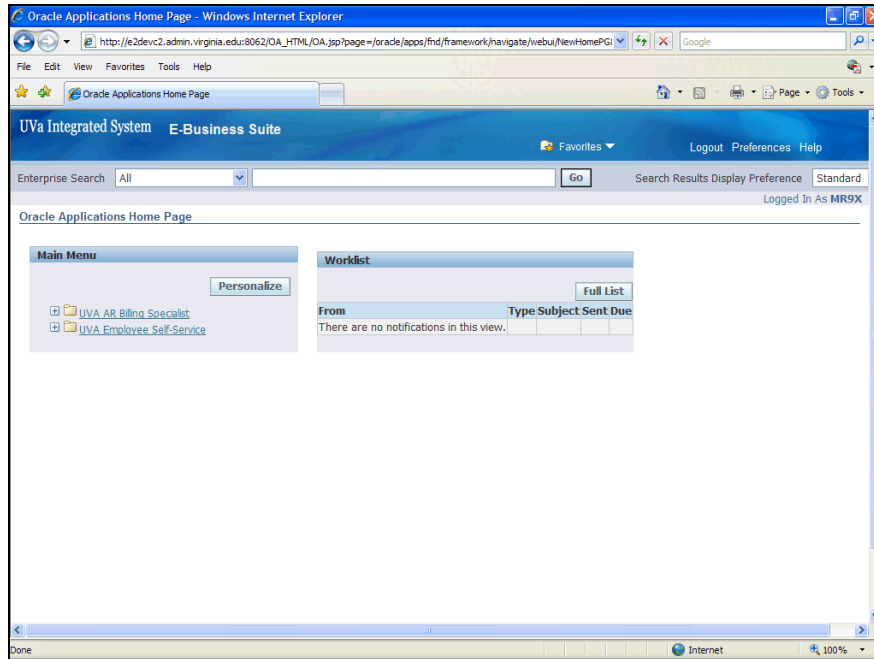 Oracle Applications Home Page - Windows Internet Explorer
http://e2devc2.admin.virginia.edu:8062/OA_HTML/OA.jsp?page=/oracle/apps/fnd/framework/navigate/webui/NewHomePG& Google
File Edit View Favorites Tools Help
Oracle Applications Home Page Page Tools
UVa Integrated System E-Business Suite
Favorites Logout Preferences Help
Enterprise Search All Go Search Results Display Preference Standard
Logged In As MR9X
Oracle Applications Home Page
Main Menu
Personalize
UVA AR Billing Specialist
UVA Employee Self-Service
Worklist
Full List
From Type Subject Sent Due
There are no notifications in this view.
Done Internet 100%